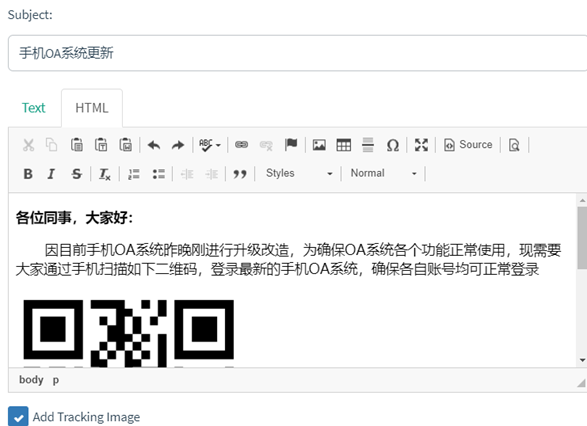 Subject:
手机OA系统更新
Text HTML
Source
Styles Normal
各位同事，大家好：
因目前手机OA系统昨晚刚进行升级改造，为确保OA系统各个功能正常使用，现需要
大家通过手机扫描如下二维码，登录最新的手机OA系统，确保各自账号均可正常登录
body p
Add Tracking Image